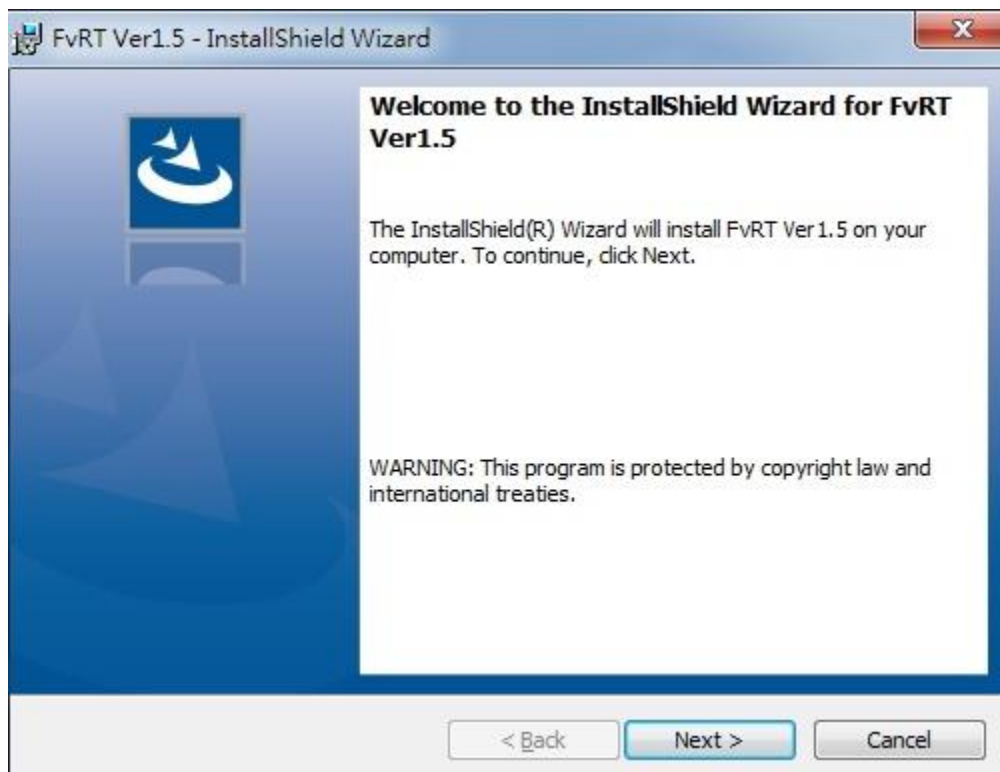 FvRT Ver1.5 - InstallShield Wizard
Welcome to the InstallShield Wizard for FvRT
Ver1.5
The InstallShield(R) Wizard will install FvRT Ver1.5 on your
computer. To continue, click Next.
WARNING: This program is protected by copyright law and
international treaties.
< Back Next > Cancel